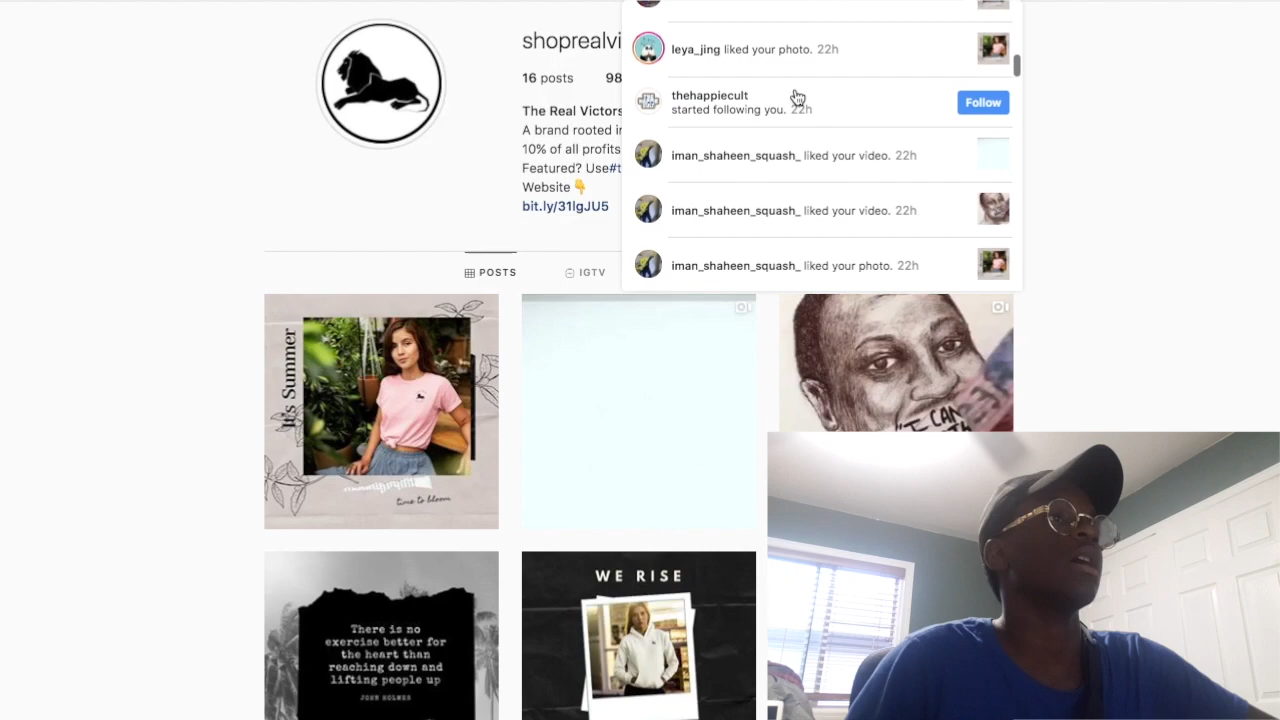 shoprealvi
16 posts 98
The Real Victors
A brand rooted in
10% of all profits
Featured? Use#t
Website 👇
bit.ly/31IgJU5
leya_jing liked your photo. 22h
thehappiecult
started following you. 22h
Follow
iman_shaheen_squash_ liked your video. 22h
iman_shaheen_squash_ liked your video. 22h
iman_shaheen_squash_ liked your photo. 22h
POSTS
IGTV
It's Summer
time to bloom
"I CAN
WE RISE
There is no
exercise better for
the heart than
reaching down and
lifting people up
JOHN HOLMES